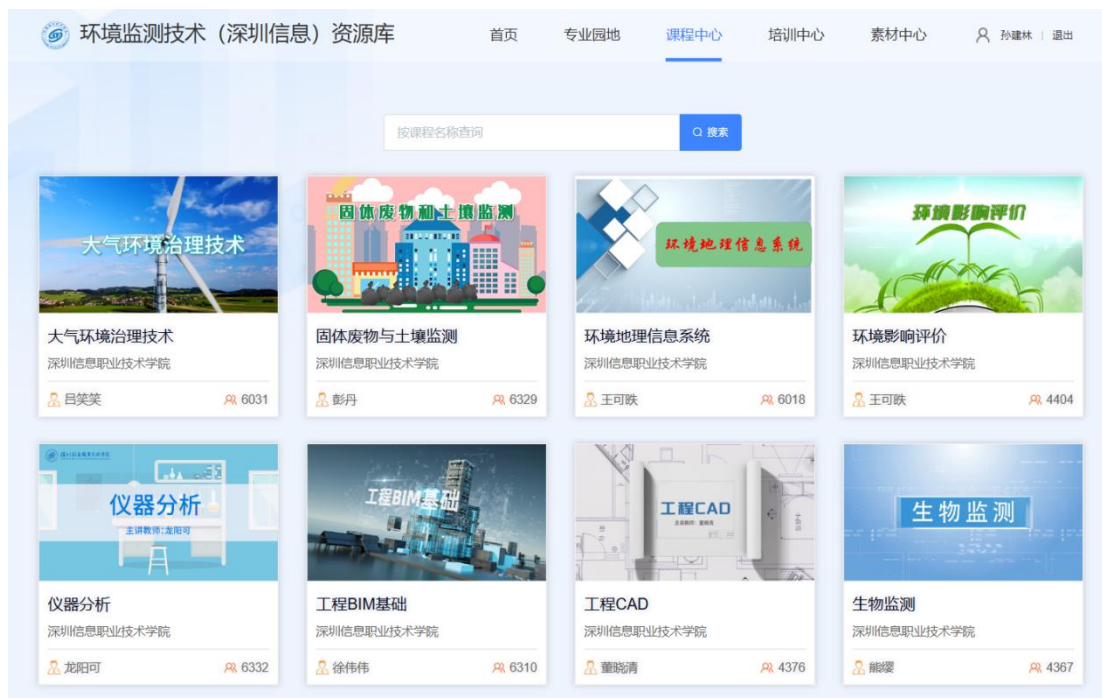 环境监测技术（深圳信息）资源库
首页 专业园地 课程中心 培训中心 素材中心 孙建林 | 退出
按课程名称查询 搜索
大气环境治理技术
固体废物和土壤监测
环境地理信息系统
环境影响评价
大气环境治理技术
深圳信息职业技术学院
吕笑笑 6031
固体废物与土壤监测
深圳信息职业技术学院
彭丹 6329
环境地理信息系统
深圳信息职业技术学院
王可昳 6018
环境影响评价
深圳信息职业技术学院
王可昳 4404
仪器分析
主讲教师:龙阳可
工程BIM基础
工程CAD
生物监测
仪器分析
深圳信息职业技术学院
龙阳可 6332
工程BIM基础
深圳信息职业技术学院
徐伟伟 6310
工程CAD
深圳信息职业技术学院
董晓清 4376
生物监测
深圳信息职业技术学院
熊缨 4367